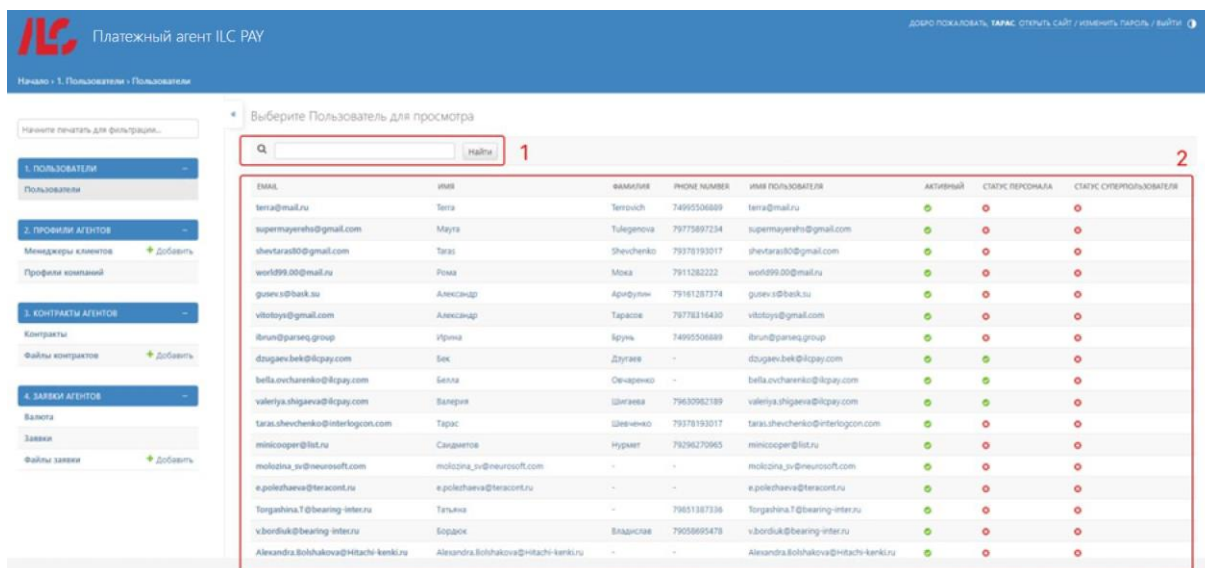 ILC
Платежный агент ILC PAY
ДОБРО ПОЖАЛОВАТЬ, ТАРАС. ОТКРЫТЬ САЙТ / ИЗМЕНИТЬ ПАРОЛЬ / ВЫЙТИ
Начало › 1. Пользователи › Пользователи
Начните печатать для фильтрации...
1. ПОЛЬЗОВАТЕЛИ −
Пользователи
2. ПРОФИЛИ АГЕНТОВ −
Менеджеры клиентов + Добавить
Профили компаний
3. КОНТРАКТЫ АГЕНТОВ −
Контракты
Файлы контрактов + Добавить
4. ЗАЯВКИ АГЕНТОВ −
Валюта
Заявки
Файлы заявки + Добавить
«
Выберите Пользователь для просмотра
Найти 1
2
EMAIL ИМЯ ФАМИЛИЯ PHONE NUMBER ИМЯ ПОЛЬЗОВАТЕЛЯ АКТИВНЫЙ СТАТУС ПЕРСОНАЛА СТАТУС СУПЕРПОЛЬЗОВАТЕЛЯ
terra@mail.ru Terra Terrovich 74995506889 terra@mail.ru
supermayerehs@gmail.com Mayra Tulegenova 79775897234 supermayerehs@gmail.com
shevtaras80@gmail.com Taras Shevchenko 79378193017 shevtaras80@gmail.com
world99.00@mail.ru Рома Мока 7911282222 world99.00@mail.ru
gusev.s@bask.su Александр Арифулин 79161287374 gusev.s@bask.su
vitotoys@gmail.com Александр Тарасов 79778316430 vitotoys@gmail.com
ibrun@parseq.group Ирина Брунь 74995506889 ibrun@parseq.group
dzugaev.bek@ilcpay.com Бек Дзугаев - dzugaev.bek@ilcpay.com
bella.ovcharenko@ilcpay.com Белла Овчаренко - bella.ovcharenko@ilcpay.com
valeriya.shigaeva@ilcpay.com Валерия Шигаева 79630982189 valeriya.shigaeva@ilcpay.com
taras.shevchenko@interlogcon.com Тарас Шевченко 79378193017 taras.shevchenko@interlogcon.com
minicooper@list.ru Саидметов Нурмет 79296270965 minicooper@list.ru
molozina_sv@neurosoft.com molozina_sv@neurosoft.com - - molozina_sv@neurosoft.com
e.polezhaeva@teracont.ru e.polezhaeva@teracont.ru - - e.polezhaeva@teracont.ru
Torgashina.T@bearing-inter.ru Татьяна - 79851387336 Torgashina.T@bearing-inter.ru
v.bordiuk@bearing-inter.ru Бордюк Владислав 79058695478 v.bordiuk@bearing-inter.ru
Alexandra.Bolshakova@Hitachi-kenki.ru Alexandra.Bolshakova@Hitachi-kenki.ru - - Alexandra.Bolshakova@Hitachi-kenki.ru